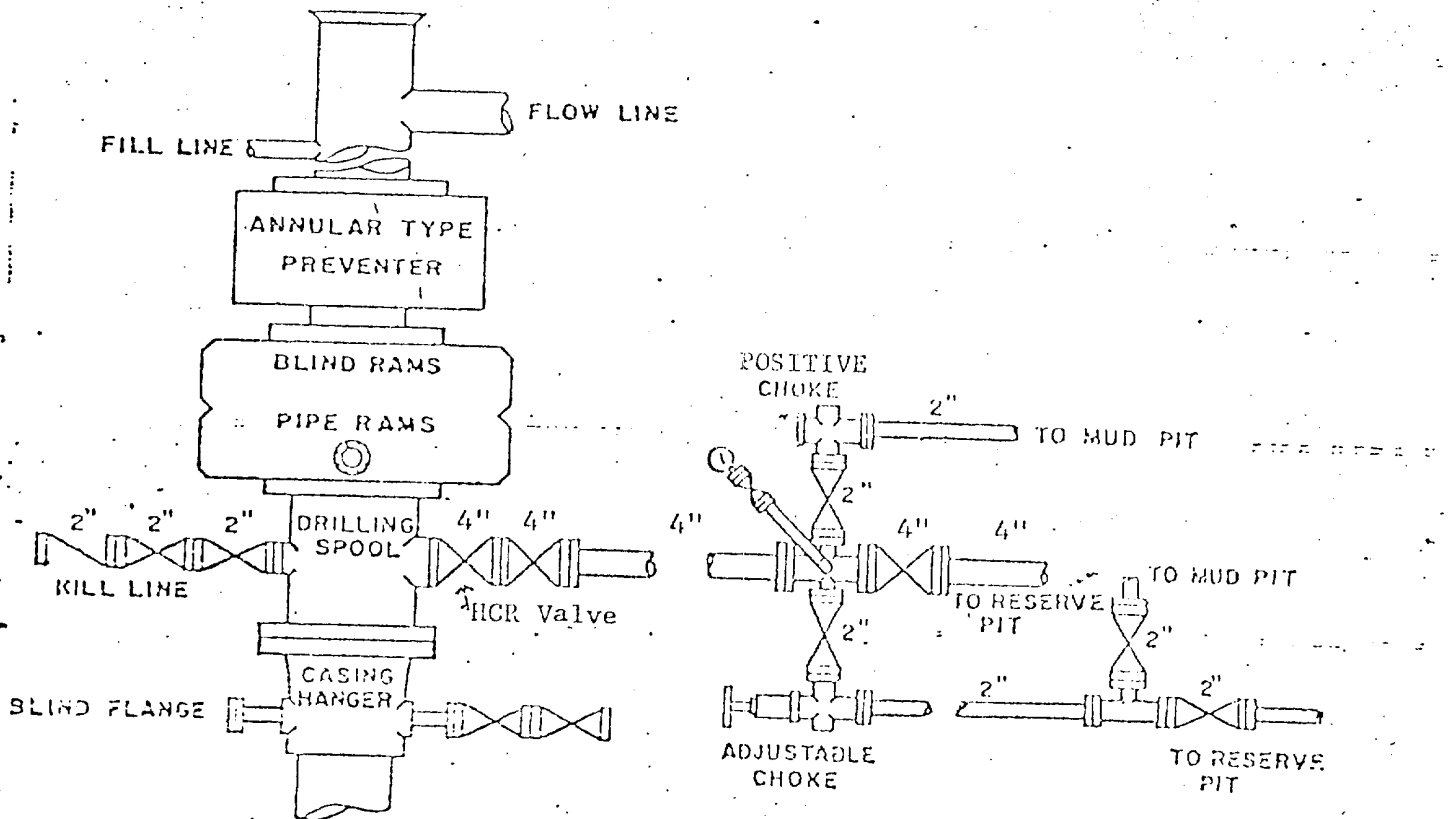 FLOW LINE
FILL LINE
ANNULAR TYPE
PREVENTER
BLIND RAMS
PIPE RAMS
POSITIVE
CHOKE
2"
TO MUD PIT
2"
2" 2" 2"
DRILLING
SPOOL
4" 4"
4"
4" 4"
KILL LINE
HCR Valve
TO RESERVE
PIT
TO MUD PIT
2"
2"
CASING
HANGER
BLIND FLANGE
2"
2"
ADJUSTABLE
CHOKE
TO RESERVE
PIT